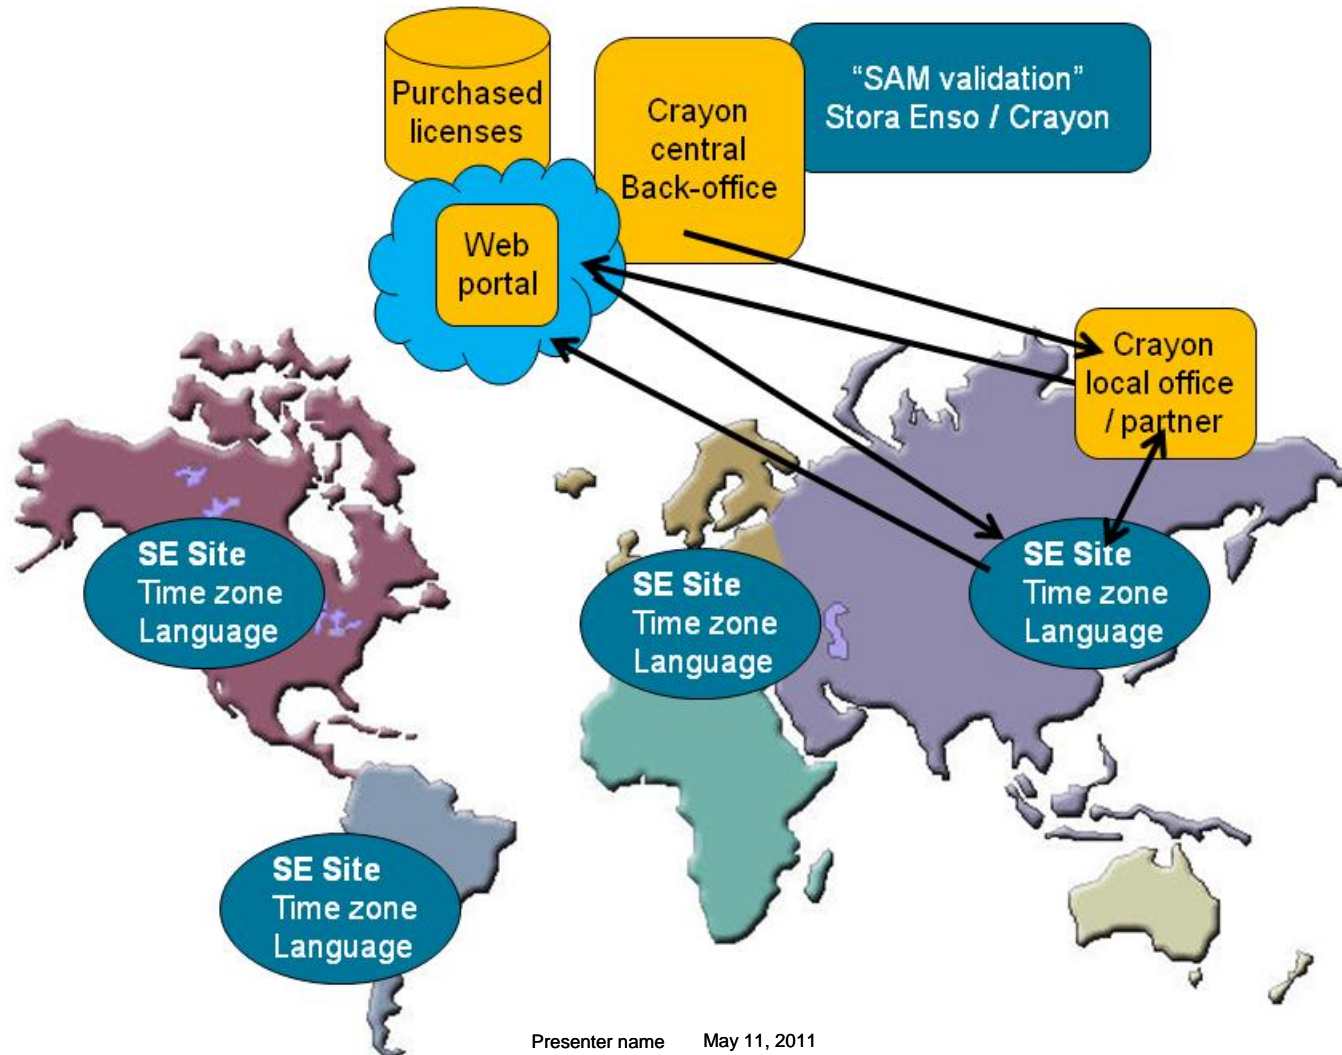 Purchased
licenses
Crayon
central
Back-office
“SAM validation”
Stora Enso / Crayon
Web
portal
Crayon
local office
/ partner
SE Site
Time zone
Language
SE Site
Time zone
Language
SE Site
Time zone
Language
SE Site
Time zone
Language
Presenter name May 11, 2011